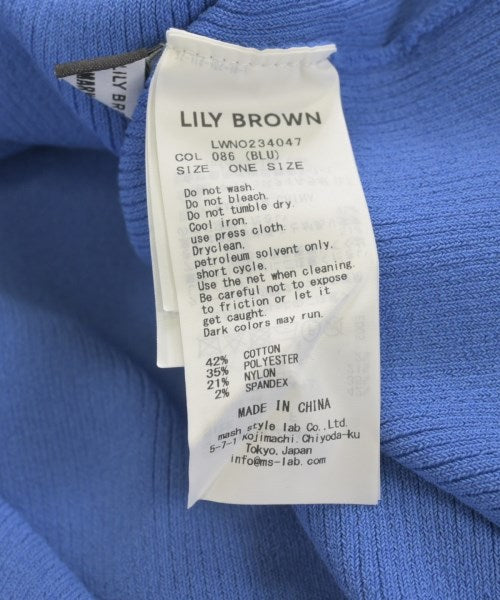 LILY BROWN
LILY BROWN
LWNO234047
COL 086 (BLU)
SIZE ONE SIZE
Do not wash.
Do not bleach.
Do not tumble dry.
Cool iron.
use press cloth.
Dryclean.
petroleum solvent only.
short cycle.
Use the net when cleaning.
Be careful not to expose
to friction or let it
get caught.
Dark colors may run.
42% COTTON
35% POLYESTER
21% NYLON
2% SPANDEX
MADE IN CHINA
mash style lab Co.,Ltd.
5-7-1 Kojimachi.Chiyoda-ku
Tokyo,Japan
info@ms-lab.com